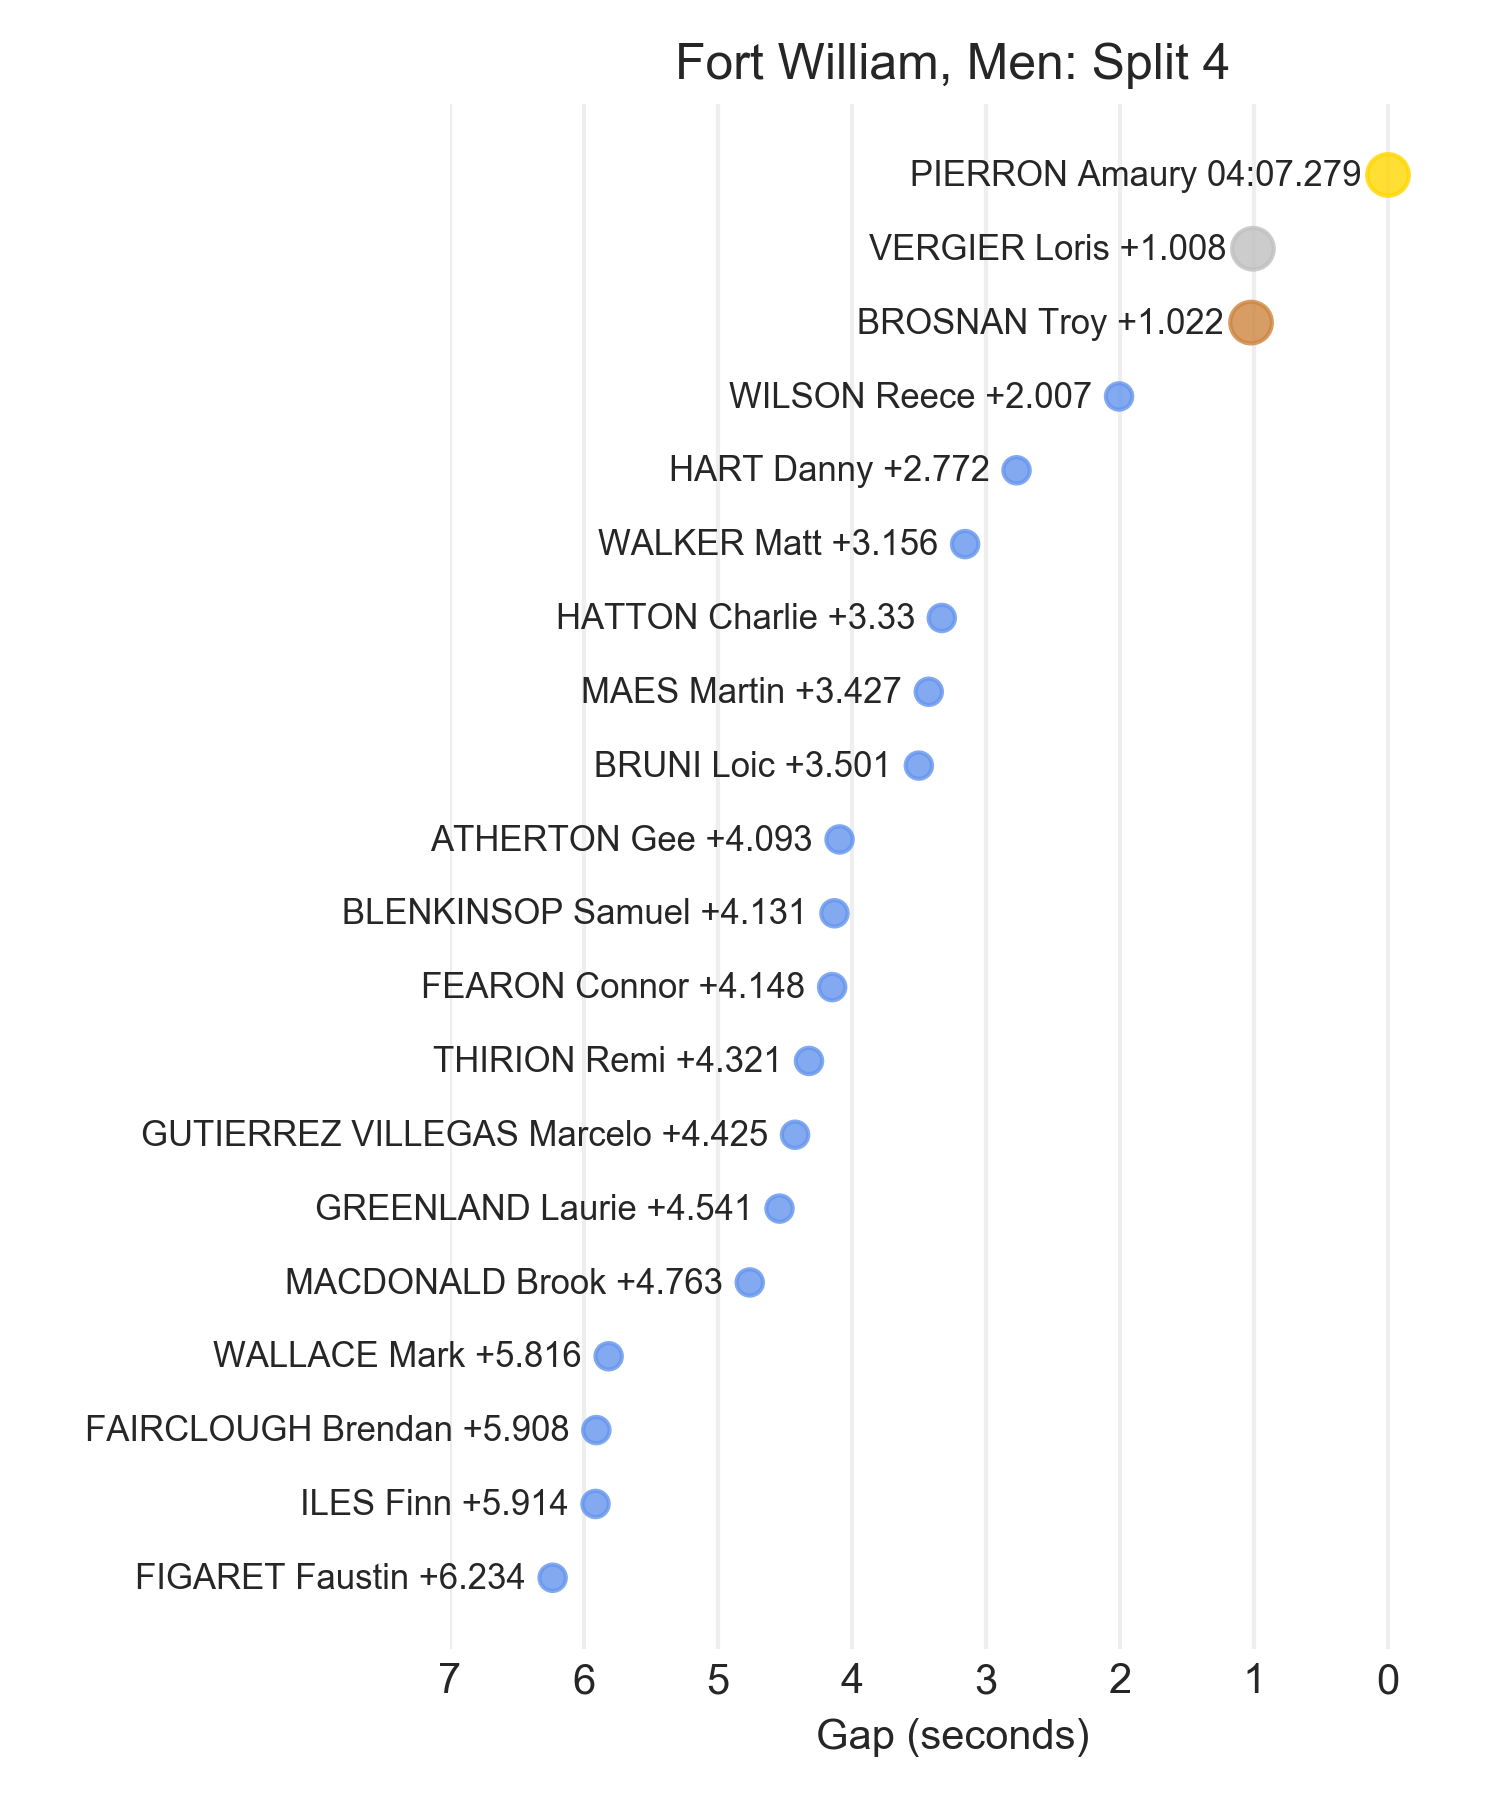 Fort William, Men: Split 4
PIERRON Amaury 04:07.279
VERGIER Loris +1.008
BROSNAN Troy +1.022
WILSON Reece +2.007
HART Danny +2.772
WALKER Matt +3.156
HATTON Charlie +3.33
MAES Martin +3.427
BRUNI Loic +3.501
ATHERTON Gee +4.093
BLENKINSOP Samuel +4.131
FEARON Connor +4.148
THIRION Remi +4.321
GUTIERREZ VILLEGAS Marcelo +4.425
GREENLAND Laurie +4.541
MACDONALD Brook +4.763
WALLACE Mark +5.816
FAIRCLOUGH Brendan +5.908
ILES Finn +5.914
FIGARET Faustin +6.234
7 6 5 4 3 2 1 0
Gap (seconds)